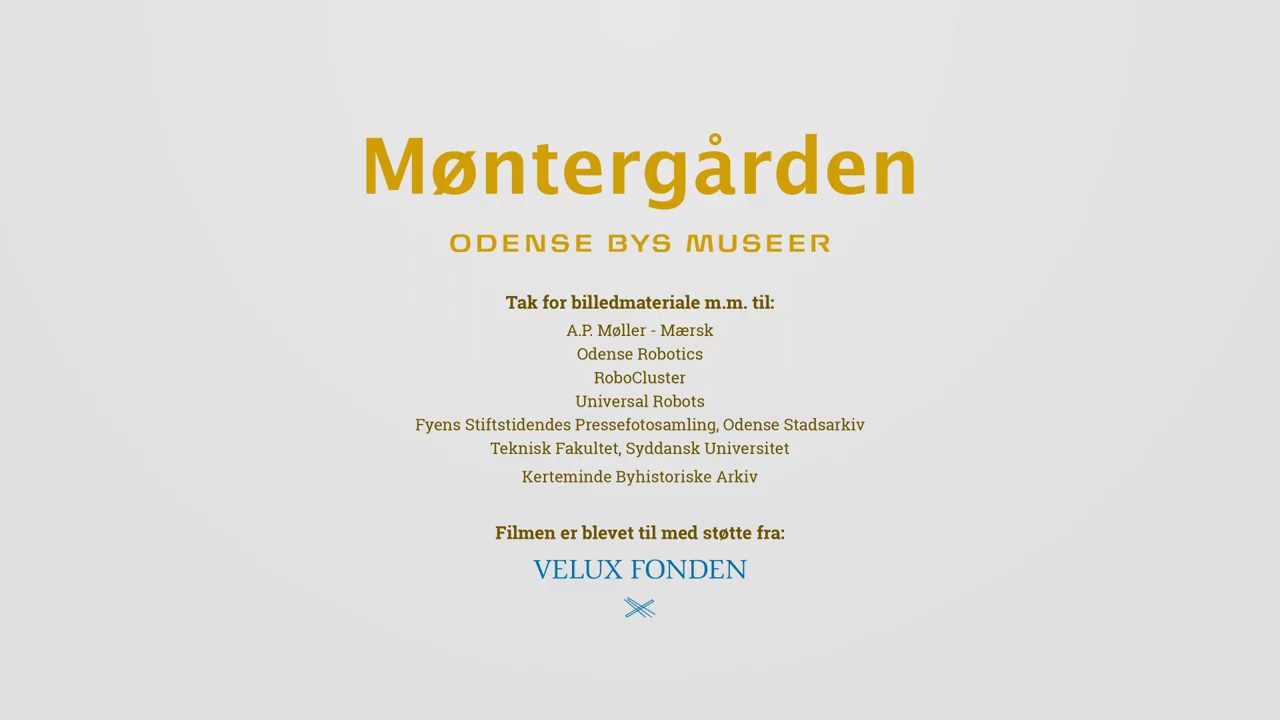 Møntergården
ODENSE BYS MUSEER
Tak for billedmateriale m.m. til:
A.P. Møller - Mærsk
Odense Robotics
RoboCluster
Universal Robots
Fyens Stiftstidendes Pressefotosamling, Odense Stadsarkiv
Teknisk Fakultet, Syddansk Universitet
Kerteminde Byhistoriske Arkiv
Filmen er blevet til med støtte fra:
VELUX FONDEN